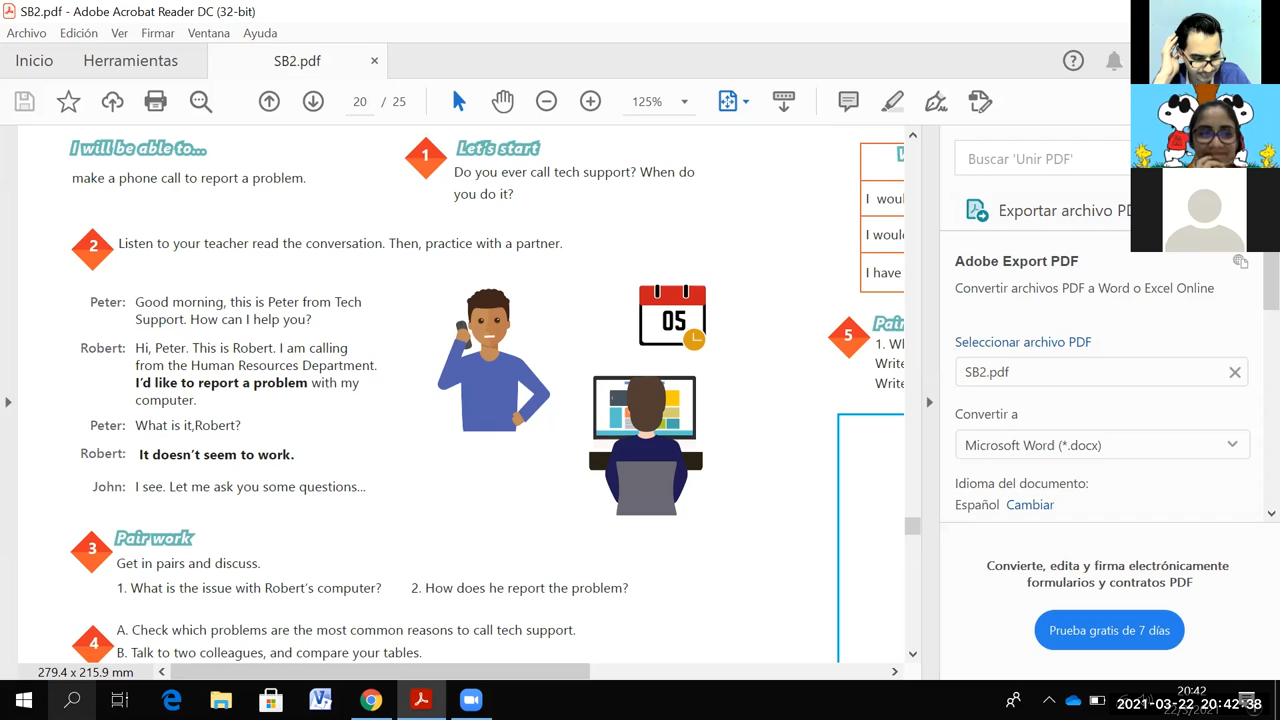 SB2.pdf - Adobe Acrobat Reader DC (32-bit)
Archivo Edición Ver Firmar Ventana Ayuda
Inicio Herramientas SB2.pdf ×
20 / 25 125%
I will be able to...
make a phone call to report a problem.
1 Let's start
Do you ever call tech support? When do
you do it?
I woul
I would
I have
2 Listen to your teacher read the conversation. Then, practice with a partner.
Peter: Good morning, this is Peter from Tech
Support. How can I help you?
Robert: Hi, Peter. This is Robert. I am calling
from the Human Resources Department.
I'd like to report a problem with my
computer.
Peter: What is it,Robert?
Robert: It doesn't seem to work.
John: I see. Let me ask you some questions...
05
5 Pair
1. Wh
Write
Write
3 Pair work
Get in pairs and discuss.
1. What is the issue with Robert's computer? 2. How does he report the problem?
4 A. Check which problems are the most common reasons to call tech support.
B. Talk to two colleagues, and compare your tables.
279.4 x 215.9 mm
Buscar 'Unir PDF'
Exportar archivo PD
Adobe Export PDF
Convertir archivos PDF a Word o Excel Online
Seleccionar archivo PDF
SB2.pdf
Convertir a
Microsoft Word (*.docx)
Idioma del documento:
Español Cambiar
Convierte, edita y firma electrónicamente
formularios y contratos PDF
Prueba gratis de 7 días
20:42
2021-03-22 20:42:38